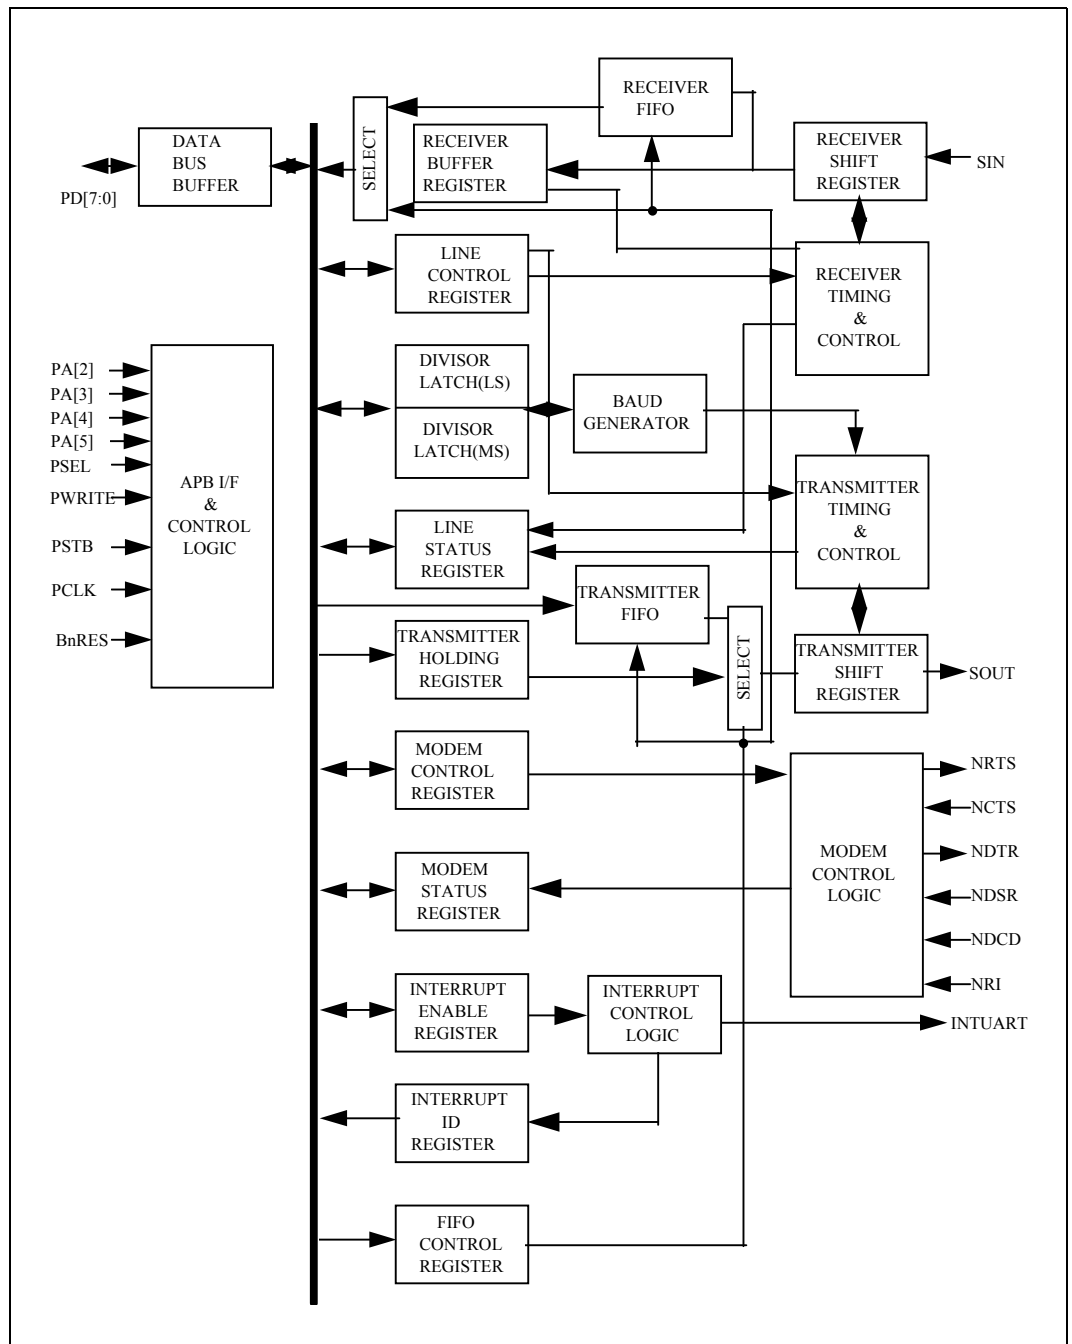 RECEIVER
FIFO
DATA
BUS
BUFFER
PD[7:0]
SELECT
RECEIVER
BUFFER
REGISTER
RECEIVER
SHIFT
REGISTER
SIN
LINE
CONTROL
REGISTER
RECEIVER
TIMING
&
CONTROL
PA[2]
PA[3]
PA[4]
PA[5]
PSEL
PWRITE
PSTB
PCLK
BnRES
APB I/F
&
CONTROL
LOGIC
DIVISOR
LATCH(LS)
DIVISOR
LATCH(MS)
BAUD
GENERATOR
TRANSMITTER
TIMING
&
CONTROL
LINE
STATUS
REGISTER
TRANSMITTER
FIFO
TRANSMITTER
HOLDING
REGISTER
SELECT
TRANSMITTER
SHIFT
REGISTER
SOUT
MODEM
CONTROL
REGISTER
MODEM
CONTROL
LOGIC
NRTS
NCTS
NDTR
NDSR
NDCD
NRI
MODEM
STATUS
REGISTER
INTERRUPT
ENABLE
REGISTER
INTERRUPT
CONTROL
LOGIC
INTUART
INTERRUPT
ID
REGISTER
FIFO
CONTROL
REGISTER